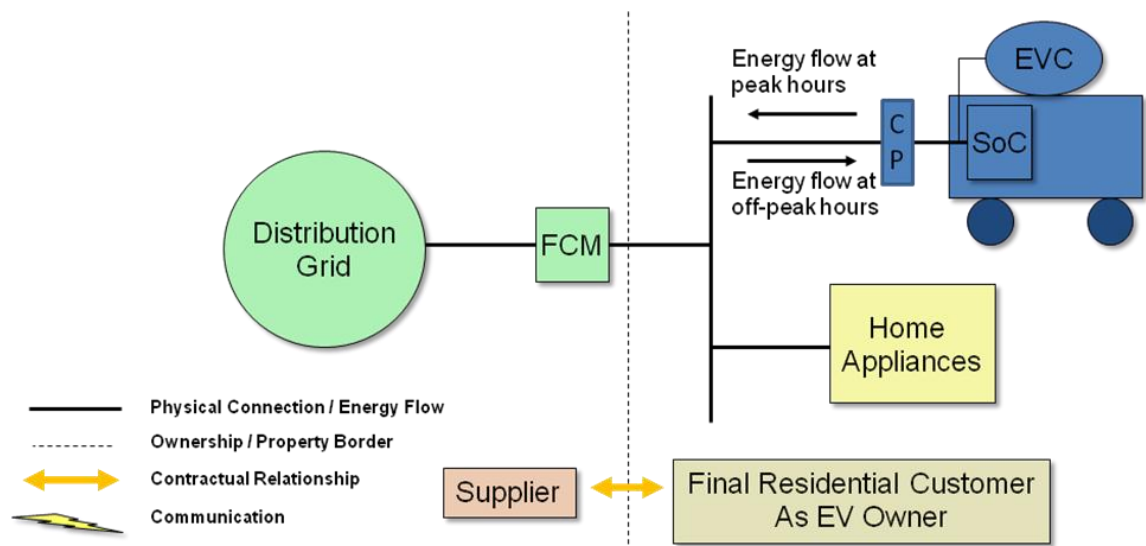 Energy flow at
peak hours
EVC
C
P
SoC
Energy flow at
off-peak hours
Distribution
Grid
FCM
Home
Appliances
Physical Connection / Energy Flow
Ownership / Property Border
Contractual Relationship
Communication
Supplier
Final Residential Customer
As EV Owner